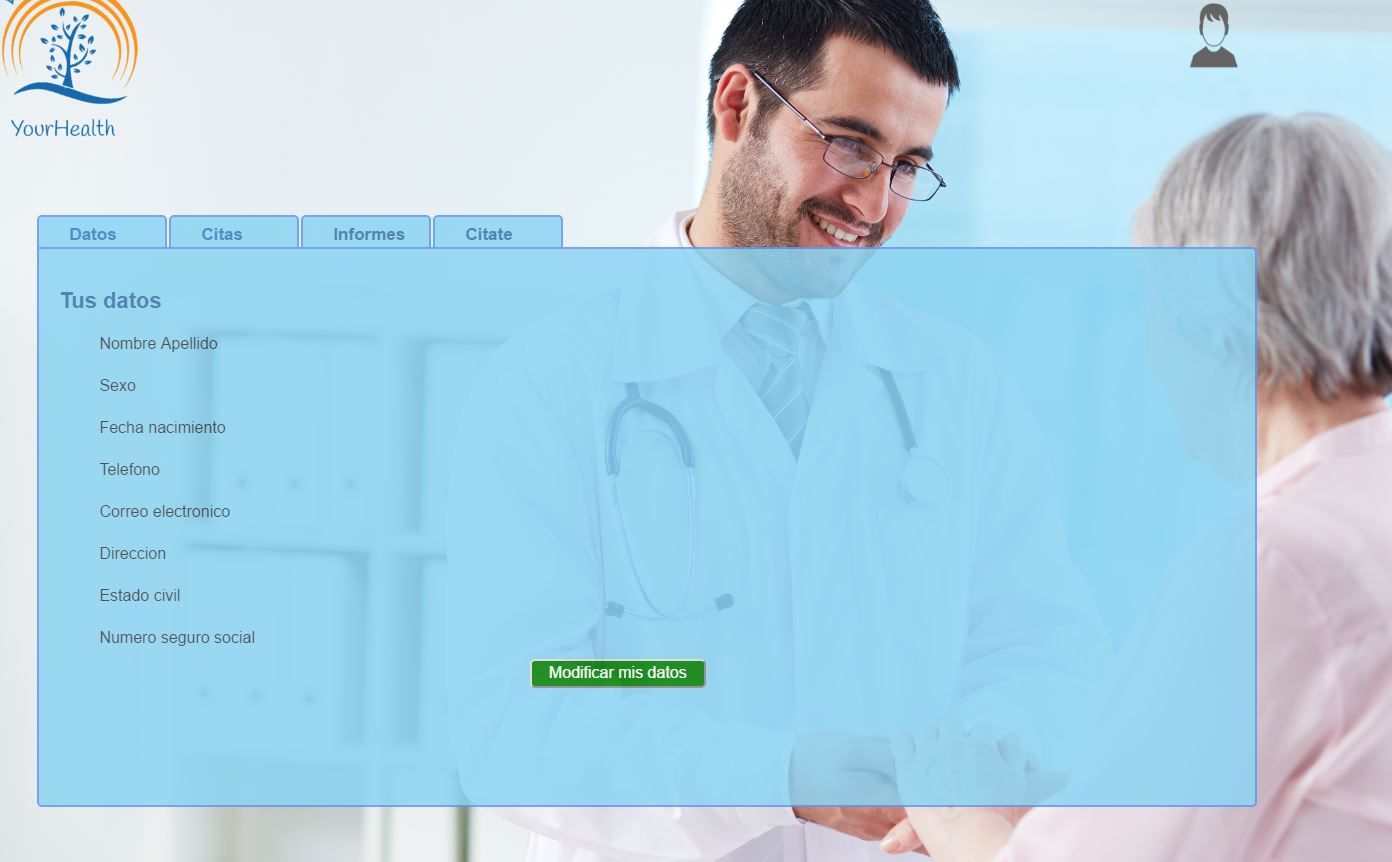 YourHealth
Datos Citas Informes Citate
Tus datos
Nombre Apellido
Sexo
Fecha nacimiento
Telefono
Correo electronico
Direccion
Estado civil
Numero seguro social
Modificar mis datos